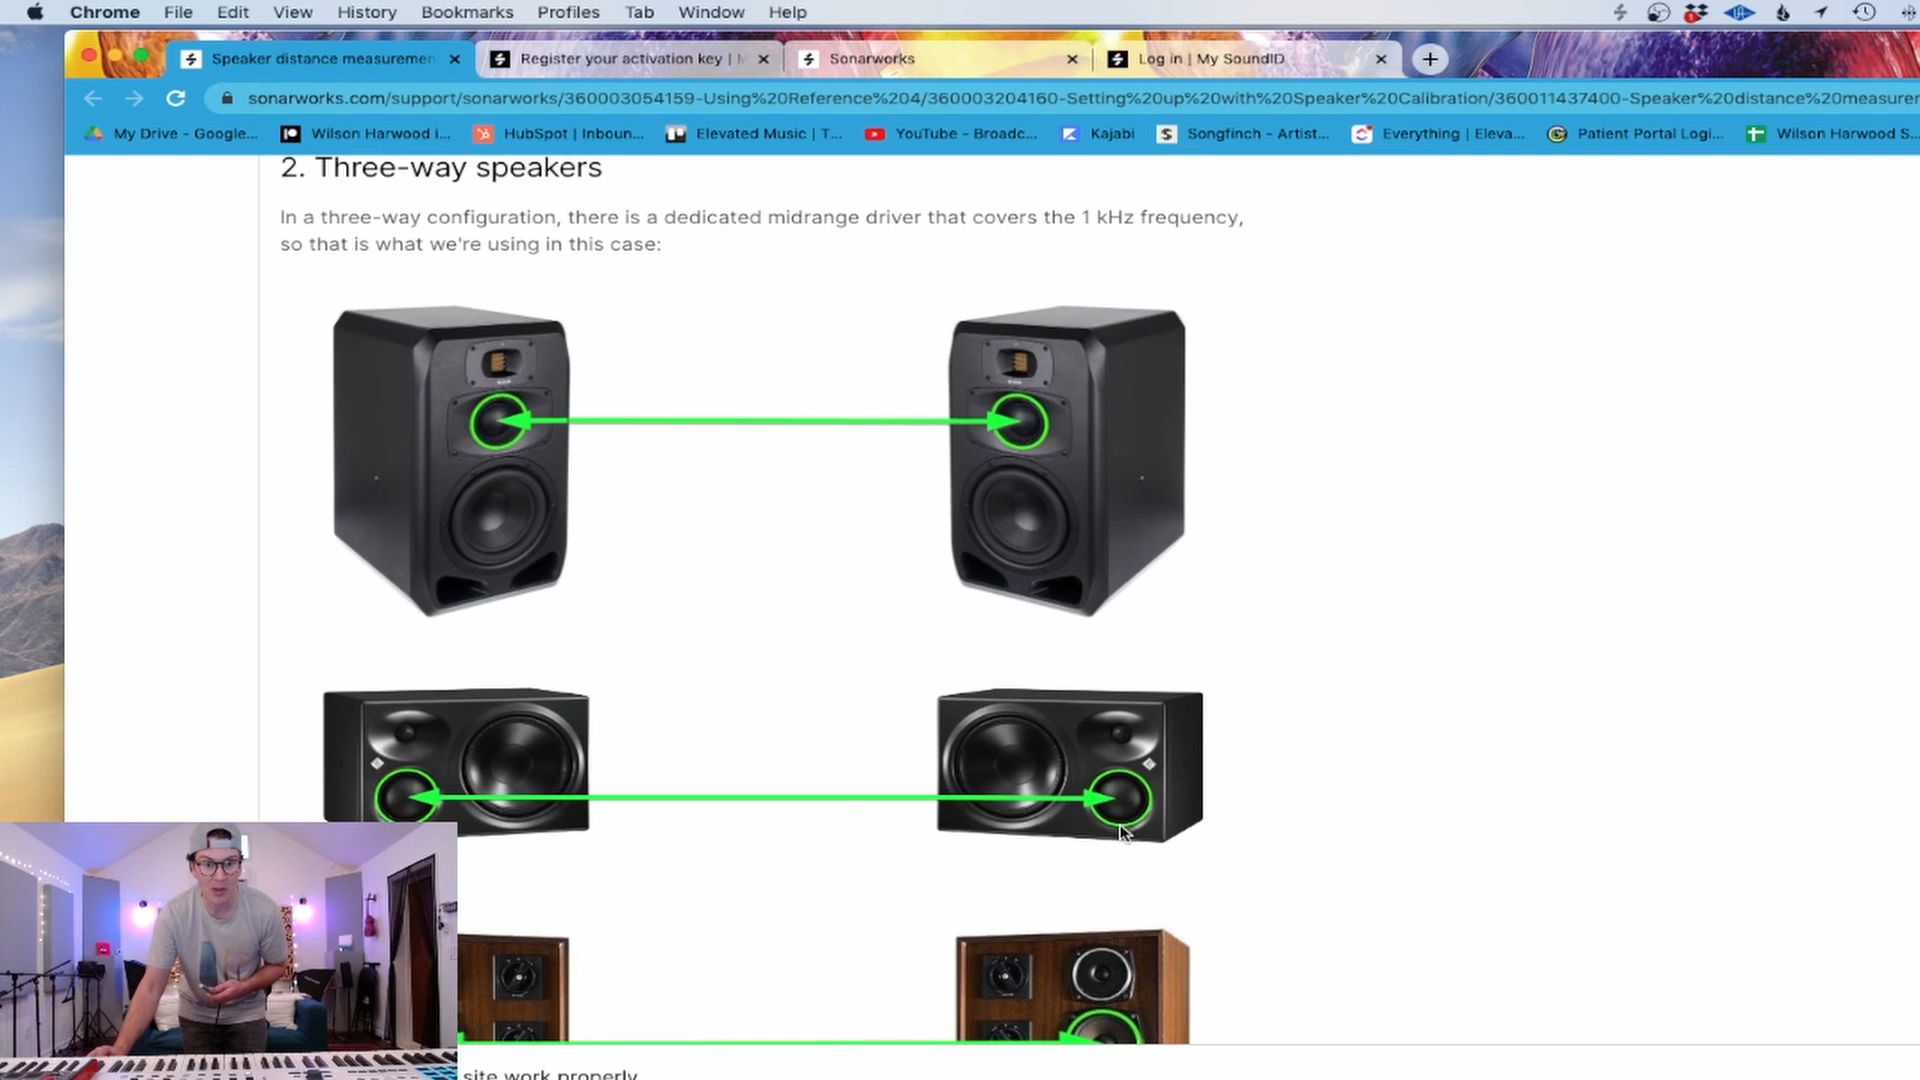 Chrome File Edit View History Bookmarks Profiles Tab Window Help
Speaker distance measuremen Register your activation key | Sonarworks Log in | My SoundID
sonarworks.com/support/sonarworks/360003054159-Using%20Reference%204/360003204160-Setting%20up%20with%20Speaker%20Calibration/360011437400-Speaker%20distance%20measurer
My Drive - Google... Wilson Harwood i... HubSpot | Inboun... Elevated Music | T... YouTube - Broadc... Kajabi Songfinch - Artist... Everything | Eleva... Patient Portal Logi... Wilson Harwood S...
2. Three-way speakers
In a three-way configuration, there is a dedicated midrange driver that covers the 1 kHz frequency,
so that is what we're using in this case:
site work properly